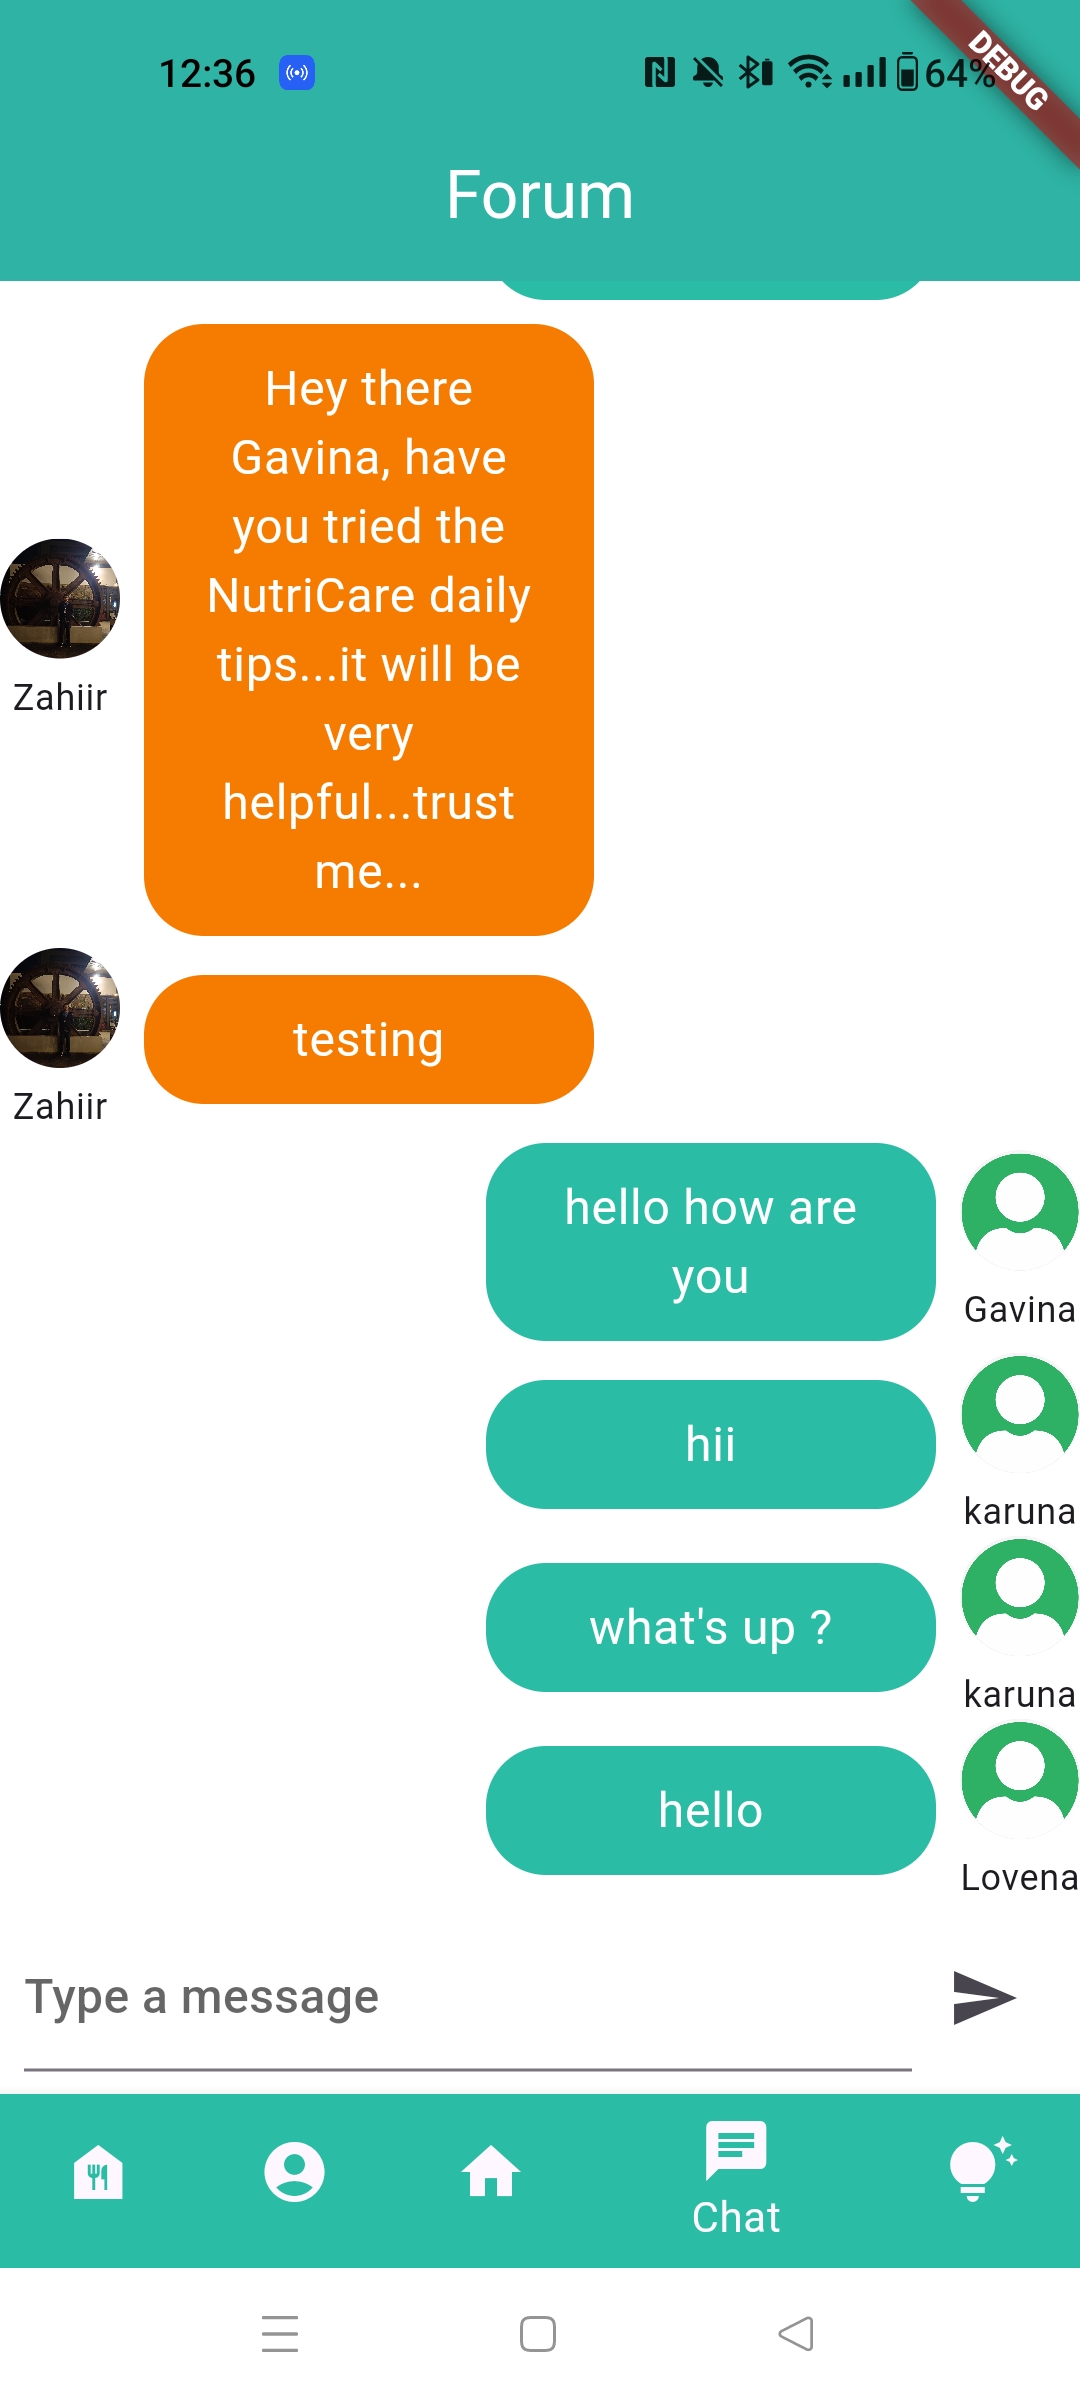 12:36
64%
DEBUG
Forum
Hey there
Gavina, have
you tried the
NutriCare daily
tips...it will be
very
helpful...trust
me...
Zahiir
testing
Zahiir
hello how are
you
Gavina
hii
karuna
what's up ?
karuna
hello
Lovena
Type a message
Chat